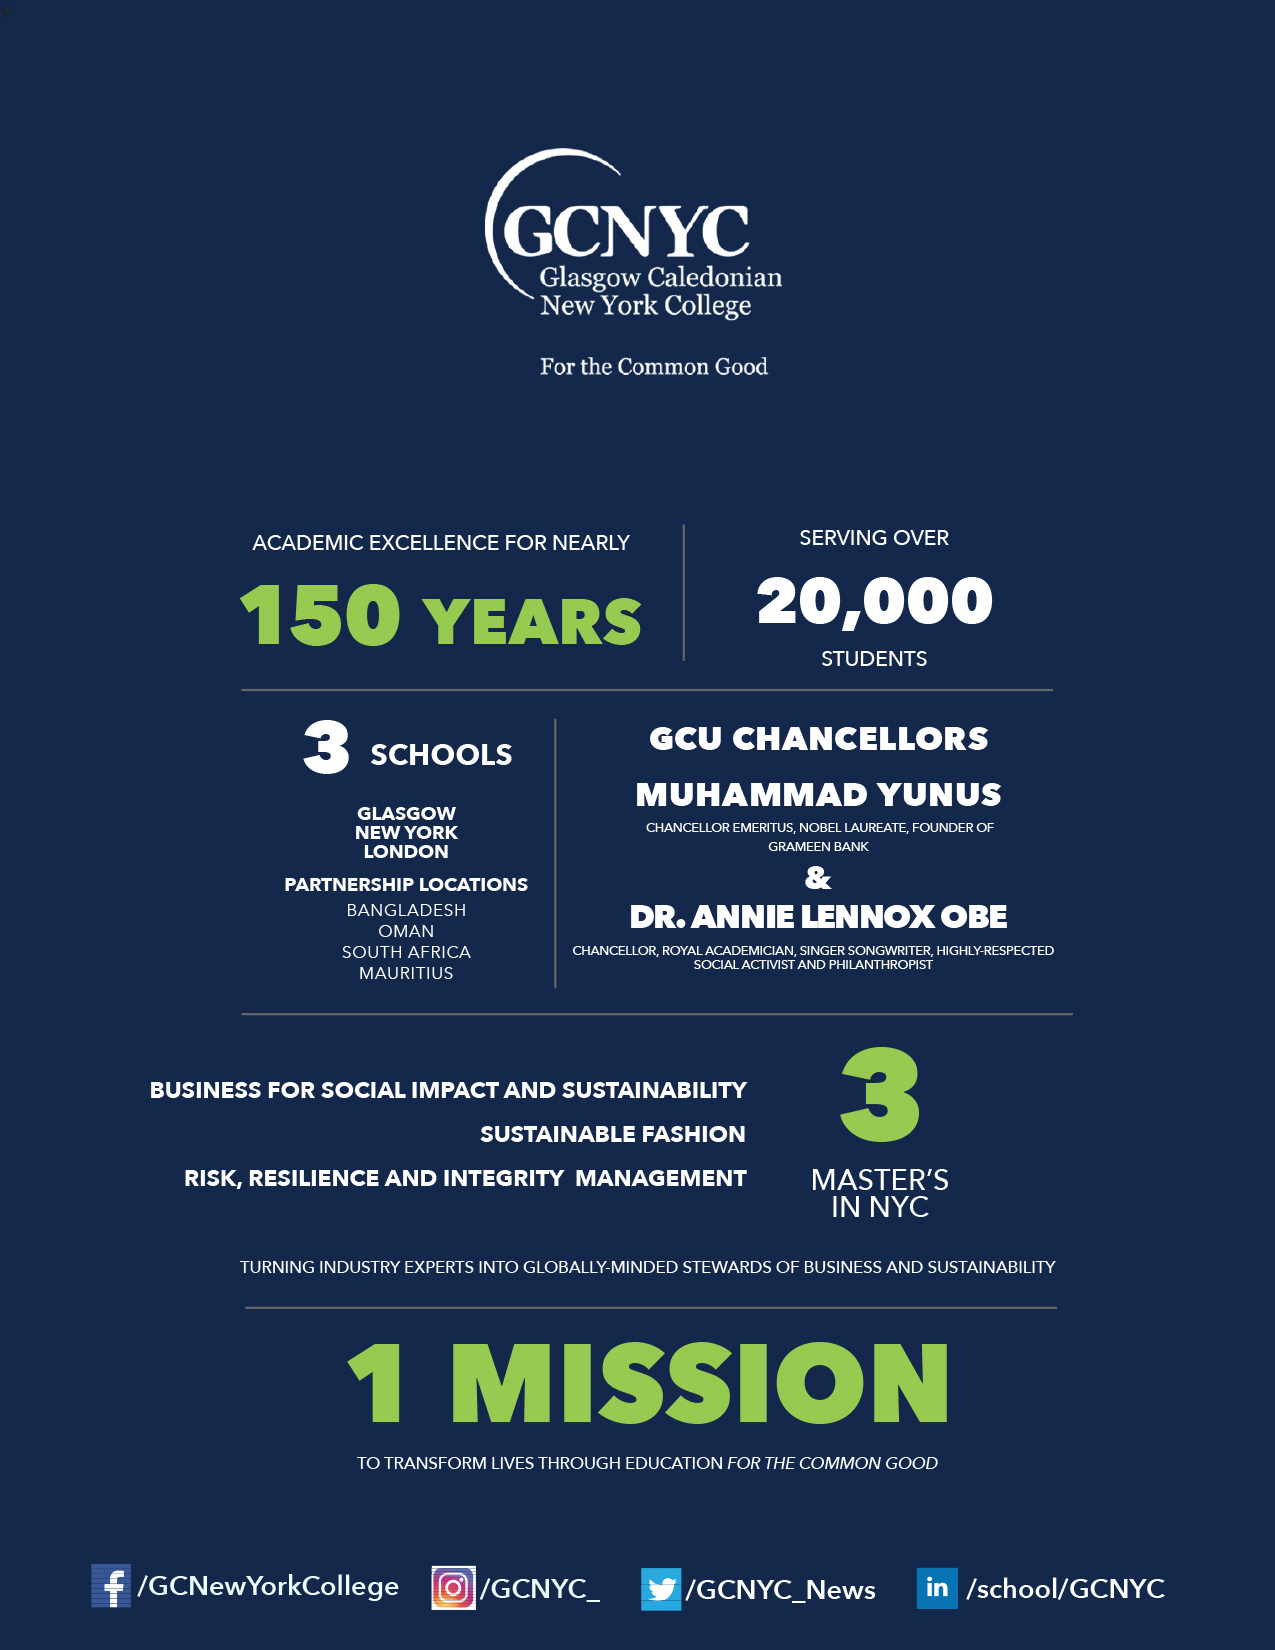 GCNYC
Glasgow Caledonian
New York College
For the Common Good
ACADEMIC EXCELLENCE FOR NEARLY
150 YEARS
SERVING OVER
20,000
STUDENTS
3 SCHOOLS
GLASGOW
NEW YORK
LONDON
PARTNERSHIP LOCATIONS
BANGLADESH
OMAN
SOUTH AFRICA
MAURITIUS
GCU CHANCELLORS
MUHAMMAD YUNUS
CHANCELLOR EMERITUS, NOBEL LAUREATE, FOUNDER OF
GRAMEEN BANK
&
DR. ANNIE LENNOX OBE
CHANCELLOR, ROYAL ACADEMICIAN, SINGER SONGWRITER, HIGHLY-RESPECTED
SOCIAL ACTIVIST AND PHILANTHROPIST
BUSINESS FOR SOCIAL IMPACT AND SUSTAINABILITY
SUSTAINABLE FASHION
RISK, RESILIENCE AND INTEGRITY MANAGEMENT
3
MASTER'S
IN NYC
TURNING INDUSTRY EXPERTS INTO GLOBALLY-MINDED STEWARDS OF BUSINESS AND SUSTAINABILITY
1 MISSION
TO TRANSFORM LIVES THROUGH EDUCATION FOR THE COMMON GOOD
/GCNewYorkCollege
/GCNYC_
/GCNYC_News
/school/GCNYC